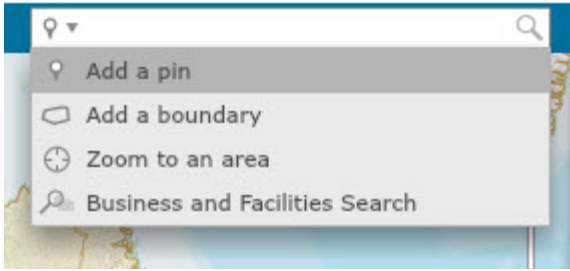 Add a pin
Add a boundary
Zoom to an area
Business and Facilities Search